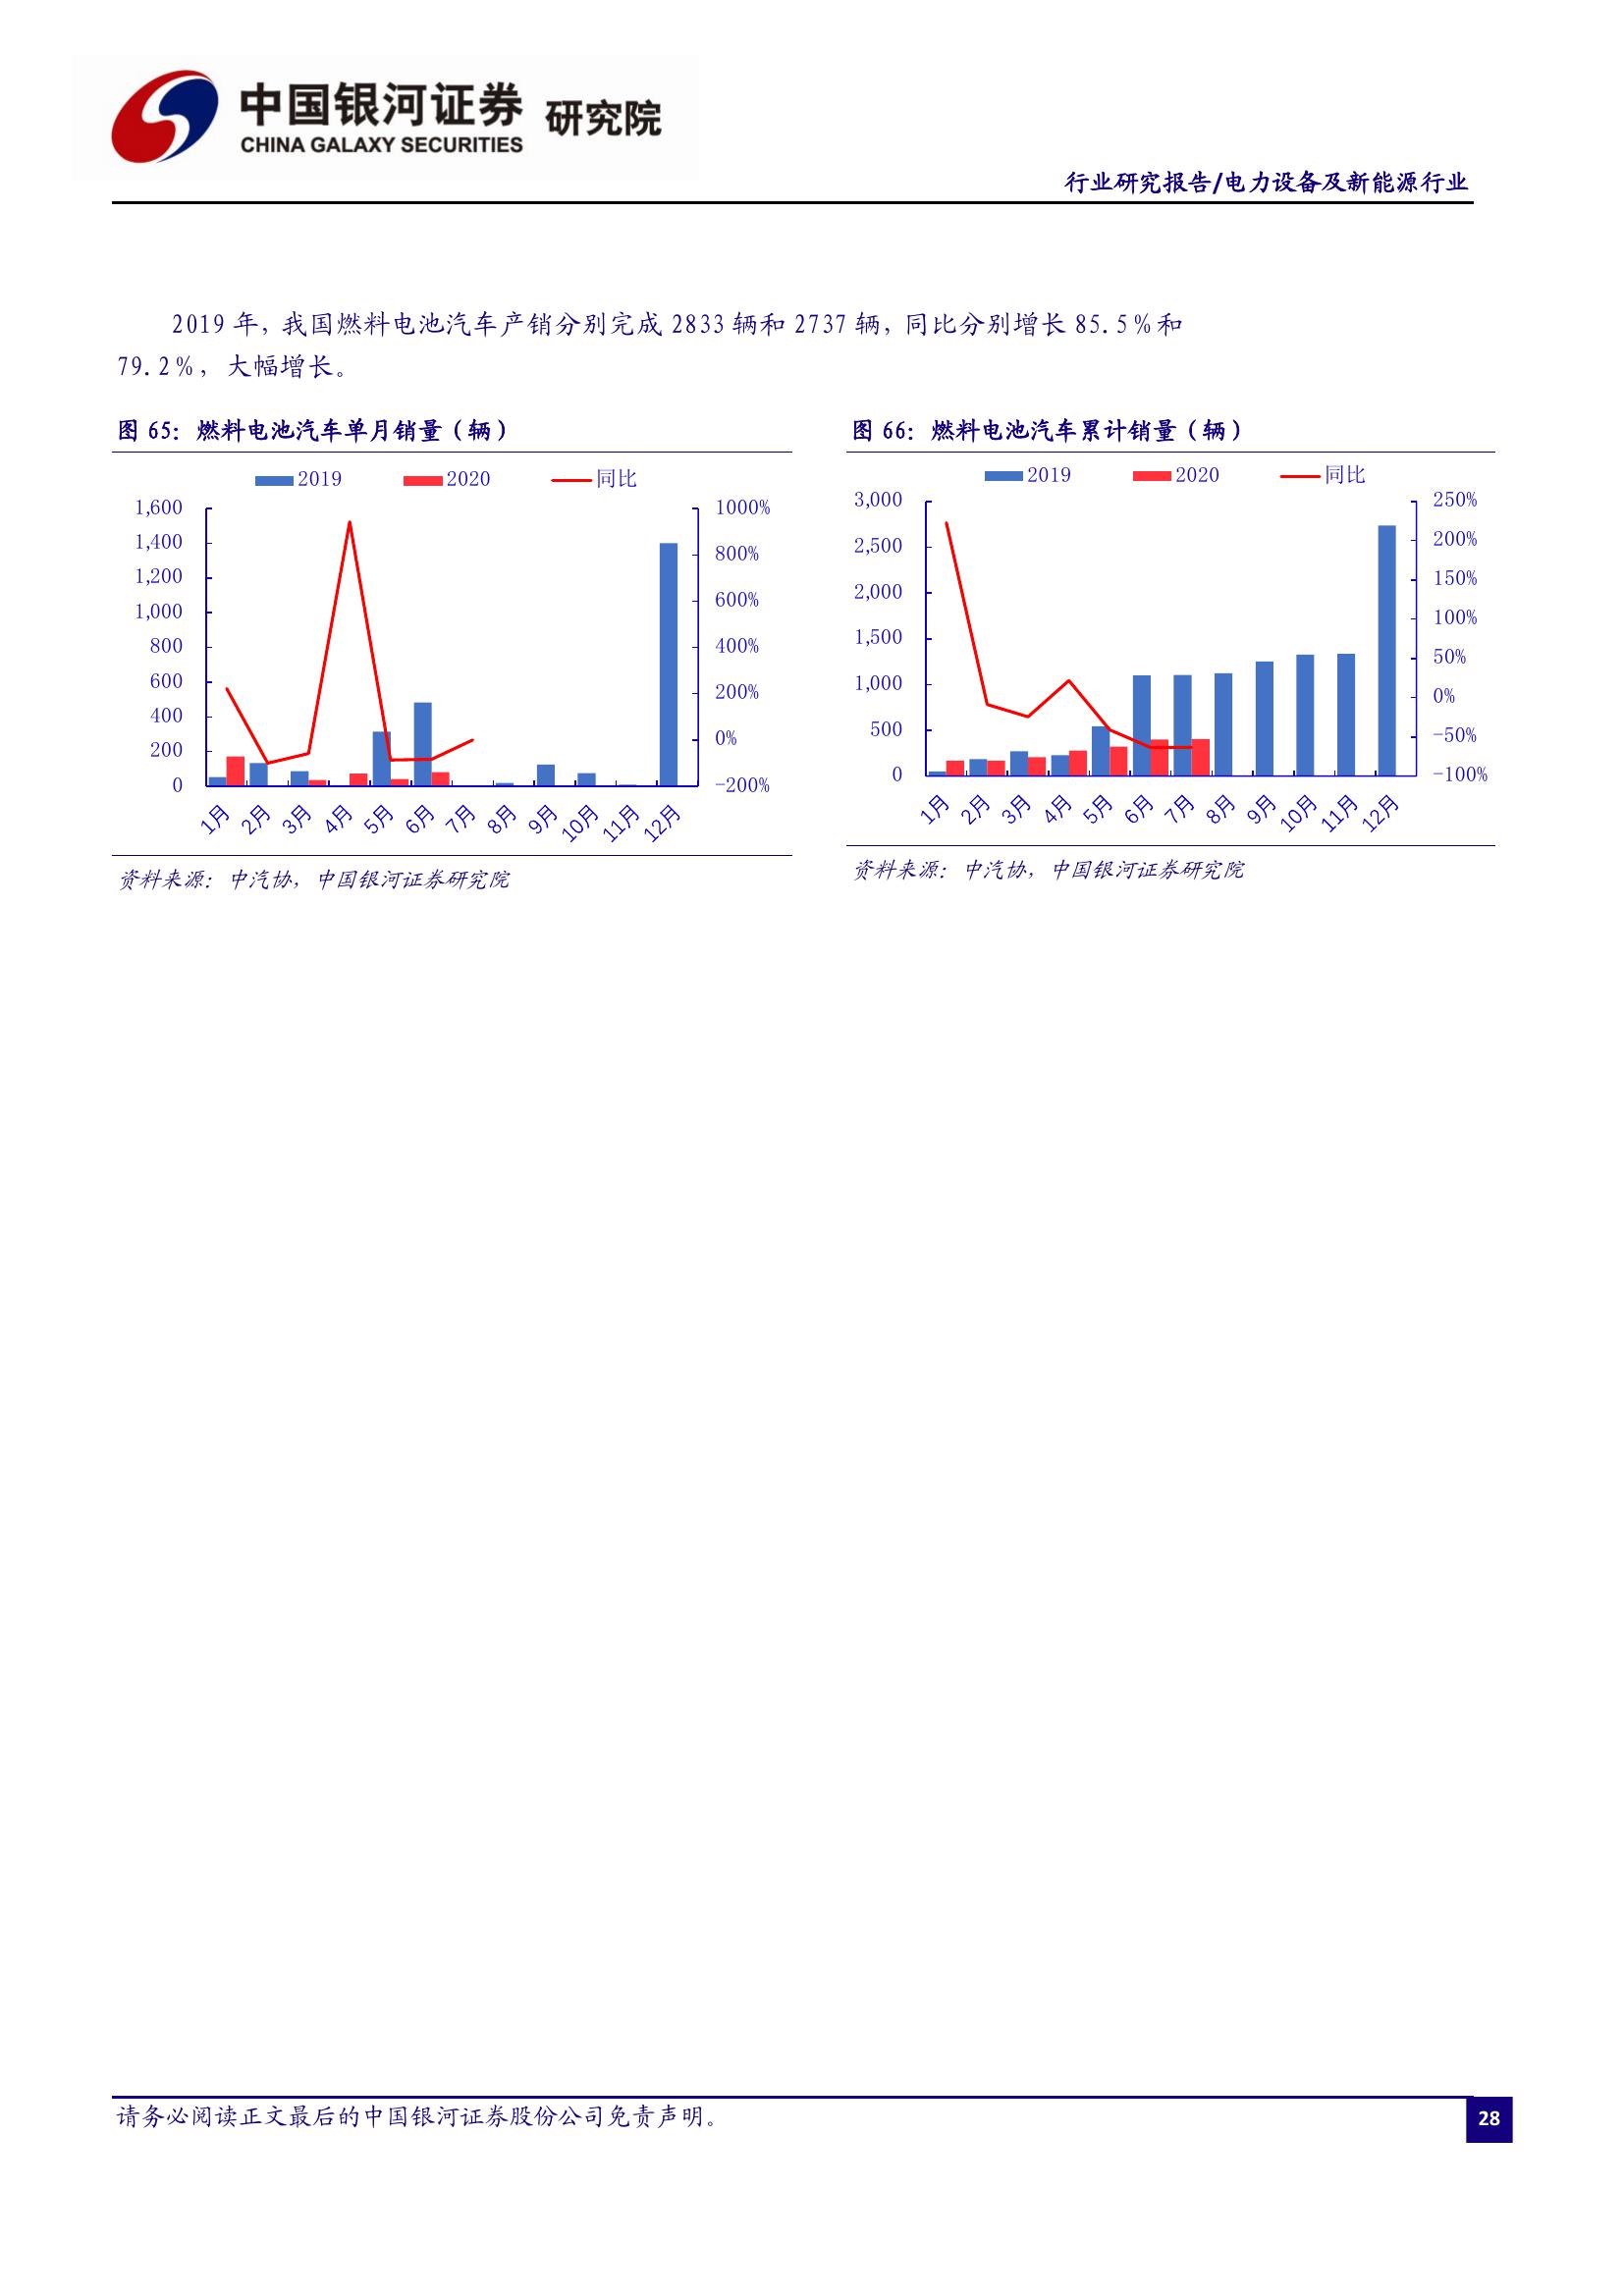 中国银河证券 研究院
CHINA GALAXY SECURITIES
行业研究报告/电力设备及新能源行业
2019 年，我国燃料电池汽车产销分别完成 2833 辆和 2737 辆，同比分别增长 85.5%和
79.2%，大幅增长。
图 65：燃料电池汽车单月销量（辆）
2019 2020 同比
1,600
1,400
1,200
1,000
800
600
400
200
0
1000%
800%
600%
400%
200%
0%
-200%
1月 2月 3月 4月 5月 6月 7月 8月 9月 10月 11月 12月
资料来源：中汽协，中国银河证券研究院
图 66：燃料电池汽车累计销量（辆）
2019 2020 同比
3,000
2,500
2,000
1,500
1,000
500
0
250%
200%
150%
100%
50%
0%
-50%
-100%
1月 2月 3月 4月 5月 6月 7月 8月 9月 10月 11月 12月
资料来源：中汽协，中国银河证券研究院
请务必阅读正文最后的中国银河证券股份公司免责声明。
28